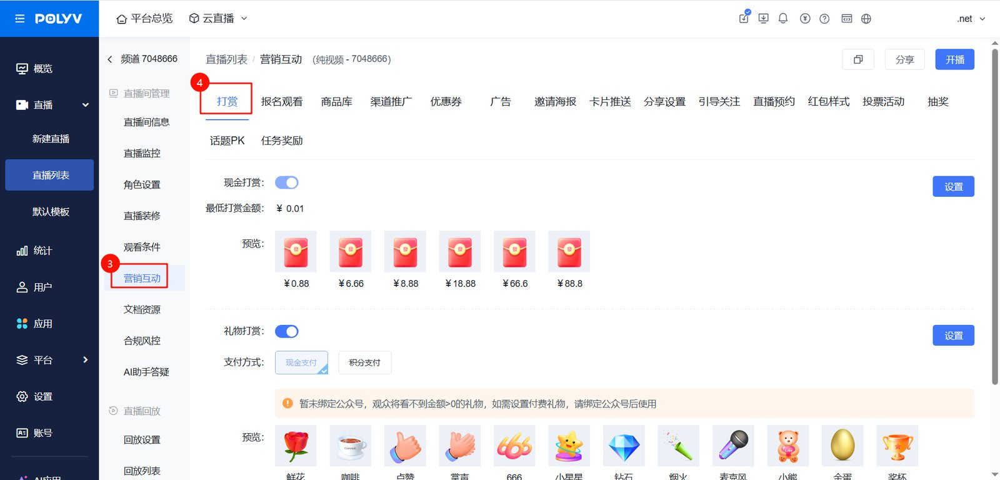 POLYV
平台总览
云直播
.net
概览
直播
新建直播
直播列表
默认模板
统计
用户
应用
平台
设置
账号
AI应用
频道 7048666
直播间管理
直播间信息
直播监控
角色设置
直播装修
观看条件
3
营销互动
文档资源
合规风控
AI助手答疑
直播回放
回放设置
回放列表
直播列表 / 营销互动 (纯视频 - 7048666)
分享
开播
4
打赏 报名观看 商品库 渠道推广 优惠券 广告 邀请海报 卡片推送 分享设置 引导关注 直播预约 红包样式 投票活动 抽奖
话题PK 任务奖励
现金打赏:
设置
最低打赏金额: ¥ 0.01
预览:
¥0.88 ¥6.66 ¥8.88 ¥18.88 ¥66.6 ¥88.8
礼物打赏:
设置
支付方式: 现金支付 积分支付
暂未绑定公众号，观众将看不到金额>0的礼物，如需设置付费礼物，请绑定公众号后使用
预览:
COFFEE
666
鲜花 咖啡 点赞 掌声 666 小星星 钻石 烟火 麦克风 小熊 金蛋 奖杯